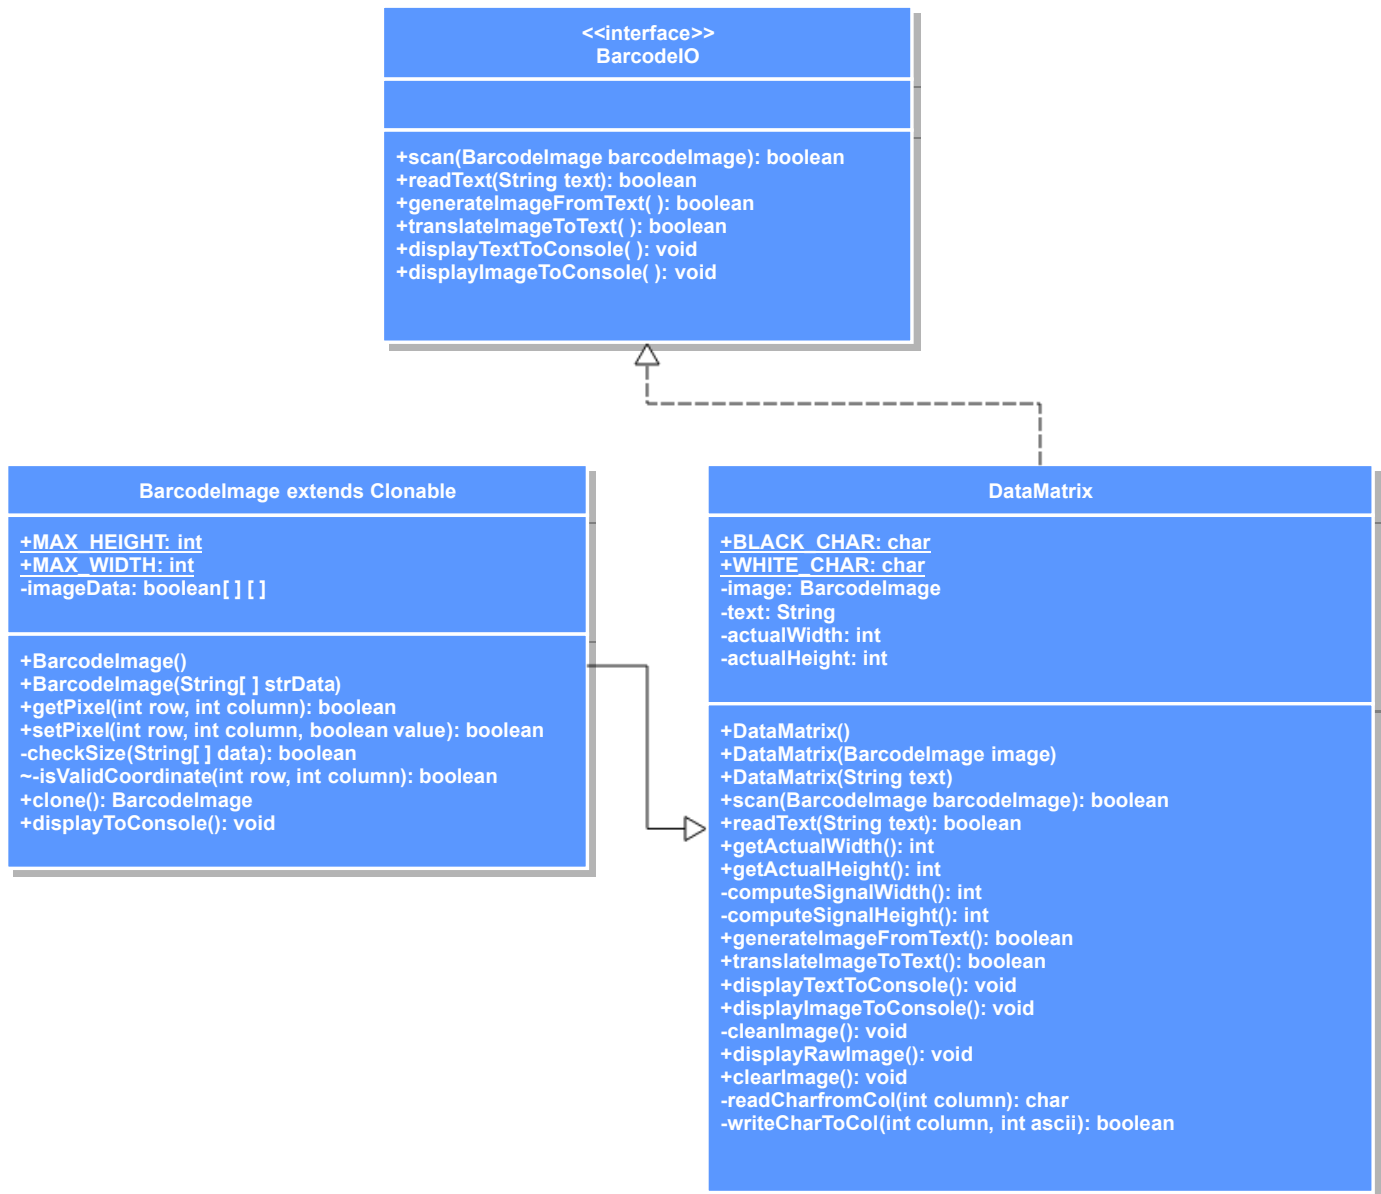 <<interface>>
BarcodeIO
+scan(BarcodeImage barcodeImage): boolean
+readText(String text): boolean
+generateImageFromText( ): boolean
+translateImageToText( ): boolean
+displayTextToConsole( ): void
+displayImageToConsole( ): void
BarcodeImage extends Clonable
+MAX_HEIGHT: int
+MAX_WIDTH: int
-imageData: boolean[ ] [ ]
+BarcodeImage()
+BarcodeImage(String[ ] strData)
+getPixel(int row, int column): boolean
+setPixel(int row, int column, boolean value): boolean
-checkSize(String[ ] data): boolean
~-isValidCoordinate(int row, int column): boolean
+clone(): BarcodeImage
+displayToConsole(): void
DataMatrix
+BLACK_CHAR: char
+WHITE_CHAR: char
-image: BarcodeImage
-text: String
-actualWidth: int
-actualHeight: int
+DataMatrix()
+DataMatrix(BarcodeImage image)
+DataMatrix(String text)
+scan(BarcodeImage barcodeImage): boolean
+readText(String text): boolean
+getActualWidth(): int
+getActualHeight(): int
-computeSignalWidth(): int
-computeSignalHeight(): int
+generateImageFromText(): boolean
+translateImageToText(): boolean
+displayTextToConsole(): void
+displayImageToConsole(): void
-cleanImage(): void
+displayRawImage(): void
+clearImage(): void
-readCharfromCol(int column): char
-writeCharToCol(int column, int ascii): boolean